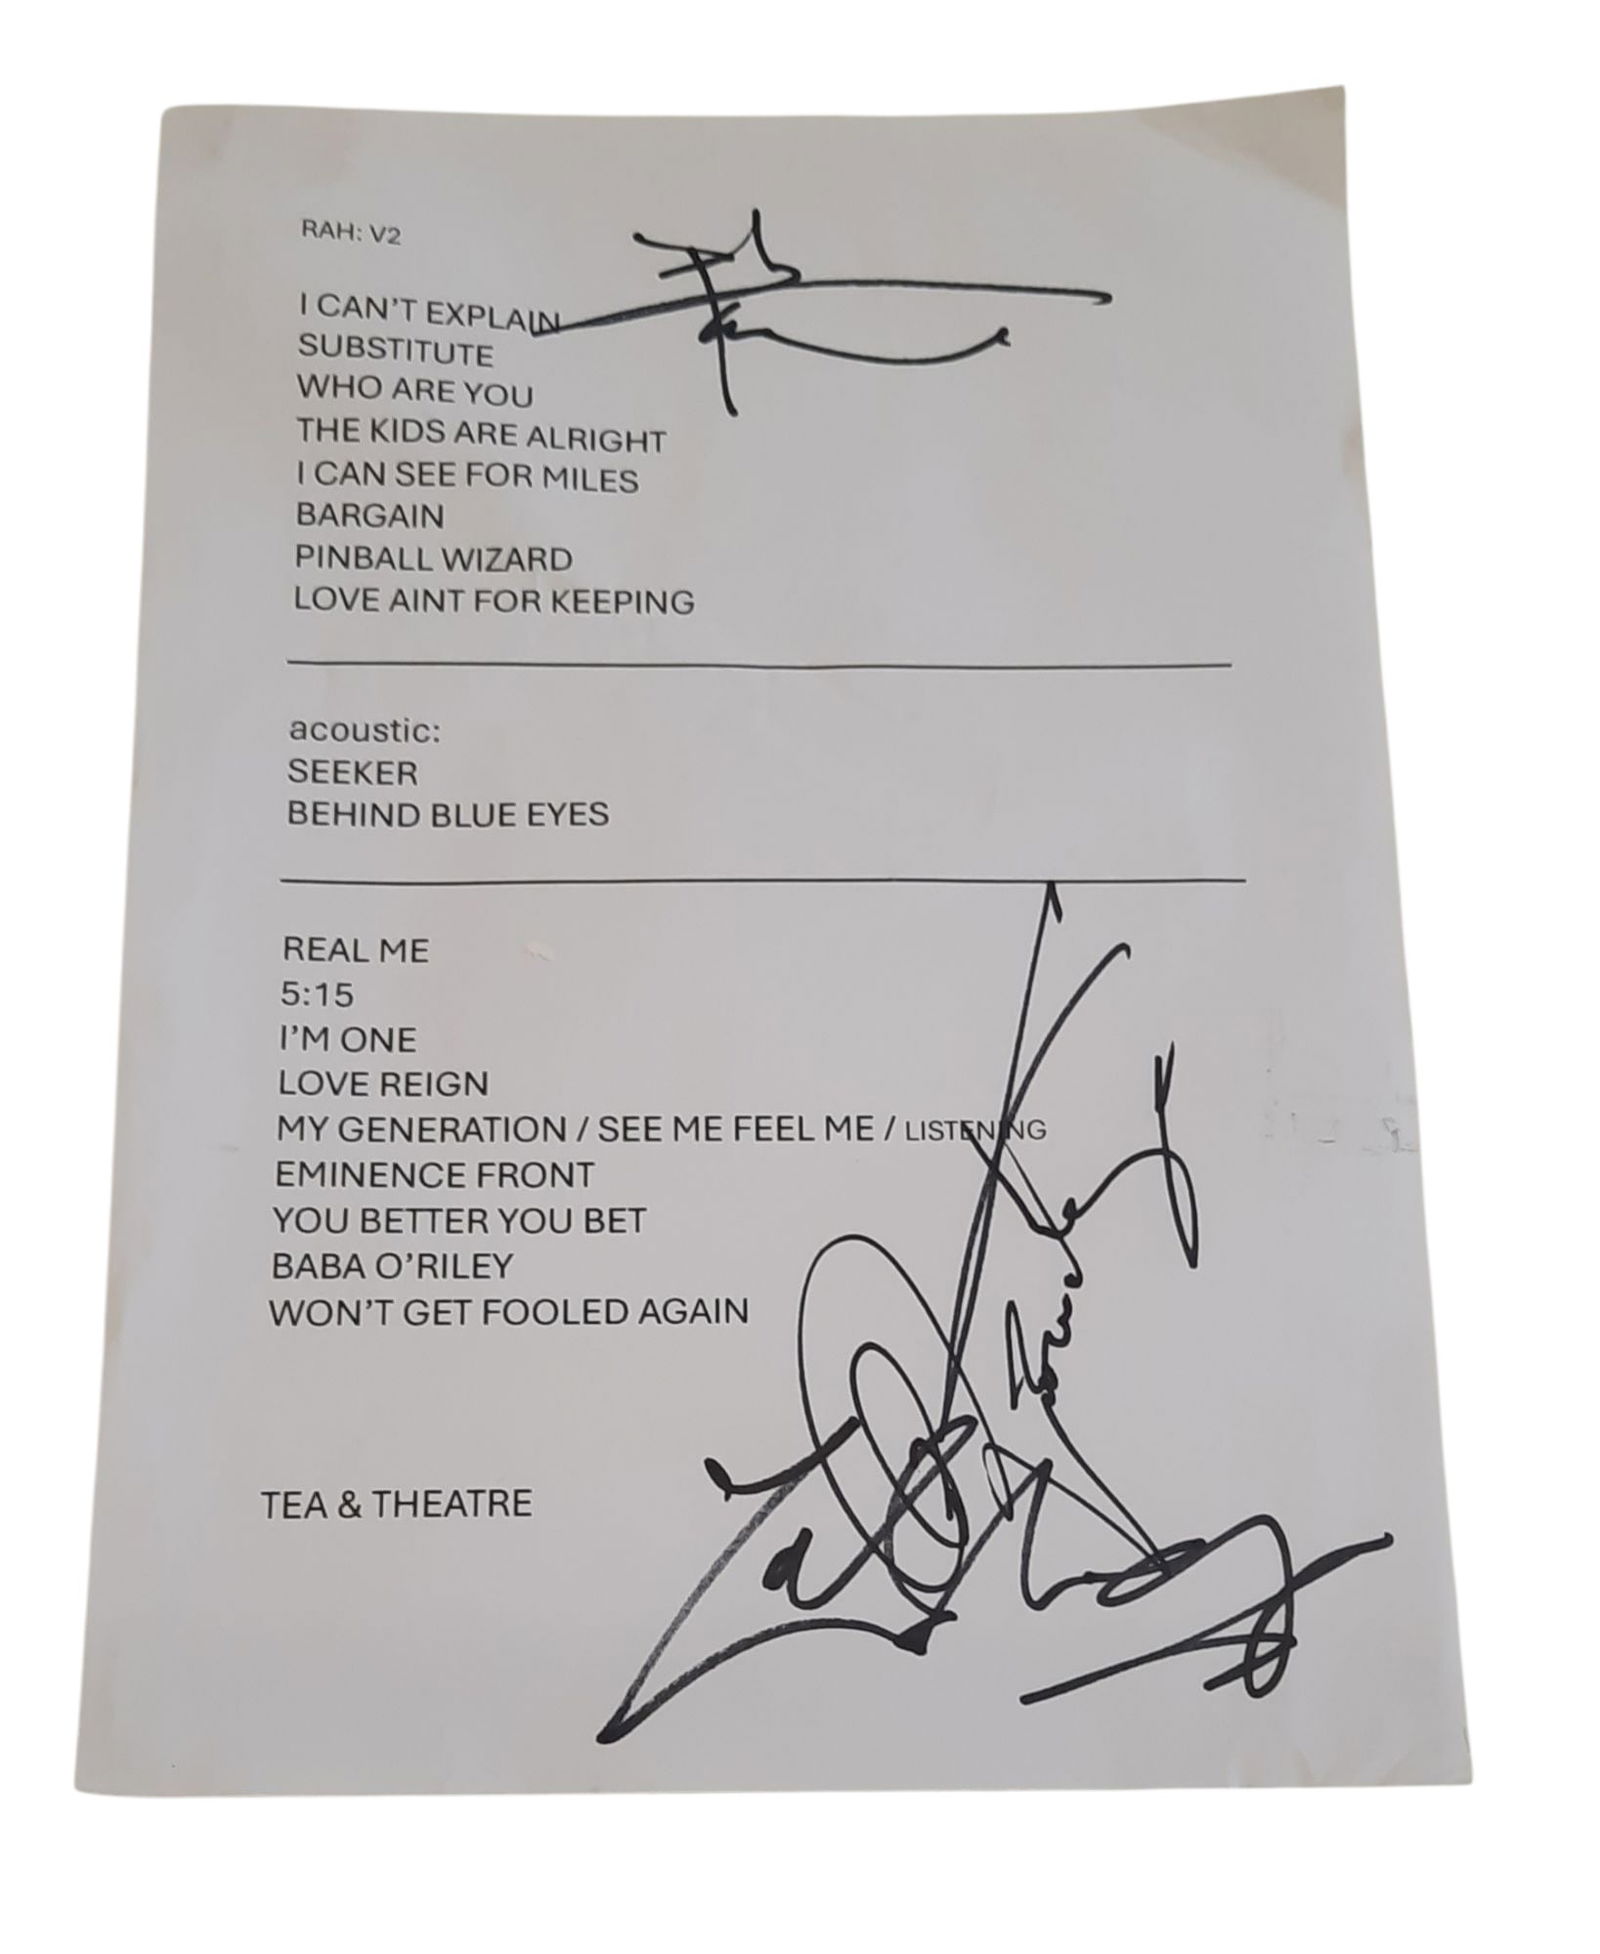 RAH: V2
I CAN'T EXPLAIN
SUBSTITUTE
WHO ARE YOU
THE KIDS ARE ALRIGHT
I CAN SEE FOR MILES
BARGAIN
PINBALL WIZARD
LOVE AINT FOR KEEPING
acoustic:
SEEKER
BEHIND BLUE EYES
REAL ME
5:15
I'M ONE
LOVE REIGN
MY GENERATION / SEE ME FEEL ME / LISTENING
EMINENCE FRONT
YOU BETTER YOU BET
BABA O'RILEY
WON'T GET FOOLED AGAIN
TEA & THEATRE